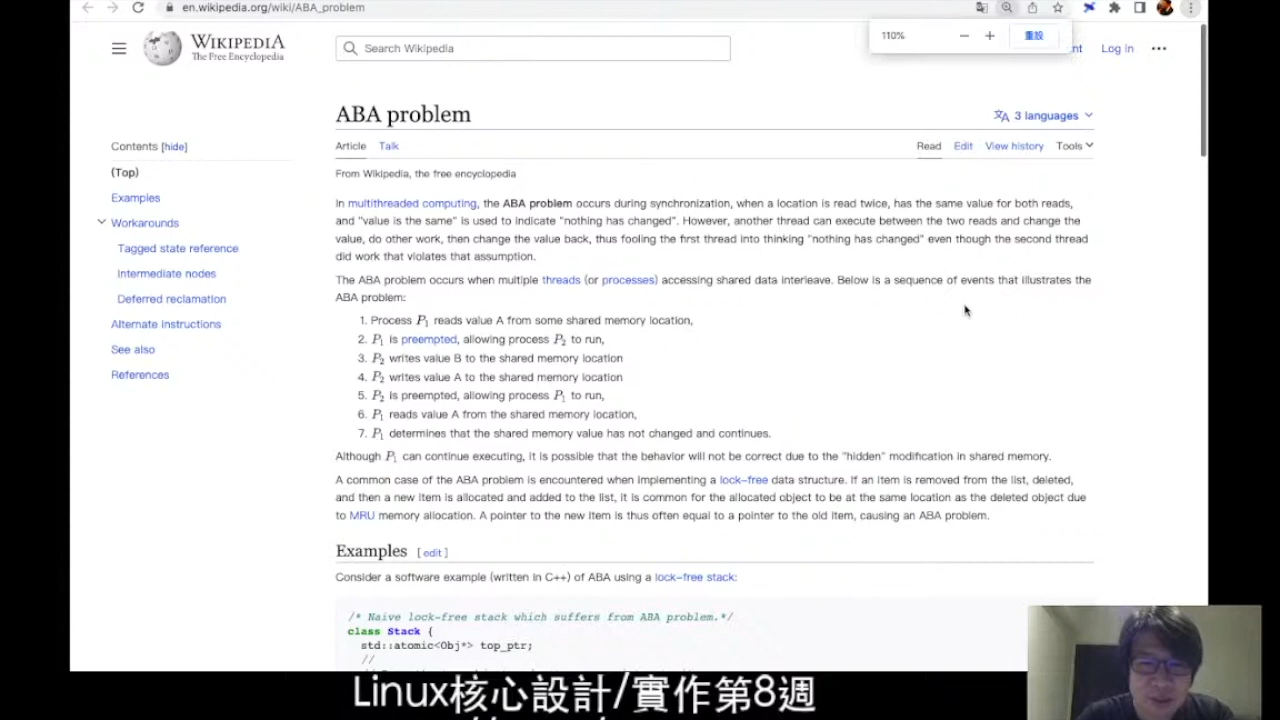 en.wikipedia.org/wiki/ABA_problem
110%
重設
WIKIPEDIA
The Free Encyclopedia
Search Wikipedia
nt
Log in
ABA problem
3 languages
Contents [hide]
Article Talk
Read Edit View history Tools
(Top)
From Wikipedia, the free encyclopedia
Examples
Workarounds
Tagged state reference
Intermediate nodes
Deferred reclamation
Alternate instructions
See also
References
In multithreaded computing, the ABA problem occurs during synchronization, when a location is read twice, has the same value for both reads,
and "value is the same" is used to indicate "nothing has changed". However, another thread can execute between the two reads and change the
value, do other work, then change the value back, thus fooling the first thread into thinking "nothing has changed" even though the second thread
did work that violates that assumption.
The ABA problem occurs when multiple threads (or processes) accessing shared data interleave. Below is a sequence of events that illustrates the
ABA problem:
1. Process P₁ reads value A from some shared memory location,
2. P₁ is preempted, allowing process P₂ to run,
3. P₂ writes value B to the shared memory location
4. P₂ writes value A to the shared memory location
5. P₂ is preempted, allowing process P₁ to run,
6. P₁ reads value A from the shared memory location,
7. P₁ determines that the shared memory value has not changed and continues.
Although P₁ can continue executing, it is possible that the behavior will not be correct due to the "hidden" modification in shared memory.
A common case of the ABA problem is encountered when implementing a lock-free data structure. If an item is removed from the list, deleted,
and then a new item is allocated and added to the list, it is common for the allocated object to be at the same location as the deleted object due
to MRU memory allocation. A pointer to the new item is thus often equal to a pointer to the old item, causing an ABA problem.
Examples [ edit ]
Consider a software example (written in C++) of ABA using a lock-free stack:
/* Naive lock-free stack which suffers from ABA problem.*/
class Stack {
std::atomic<Obj*> top_ptr;
//
Linux核心設計/實作第8週